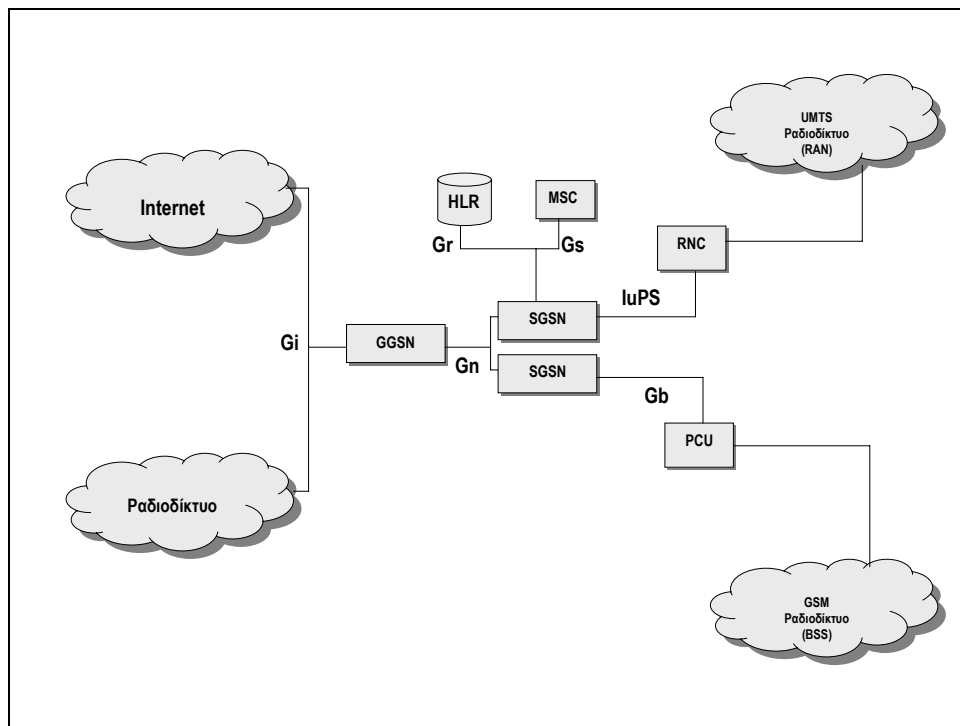 UMTS
Ραδιοδίκτυο
(RAN)
Internet
HLR
MSC
Gr
Gs
RNC
IuPS
SGSN
Gi
GGSN
Gn
SGSN
Gb
PCU
Ραδιοδίκτυο
GSM
Ραδιοδίκτυο
(BSS)